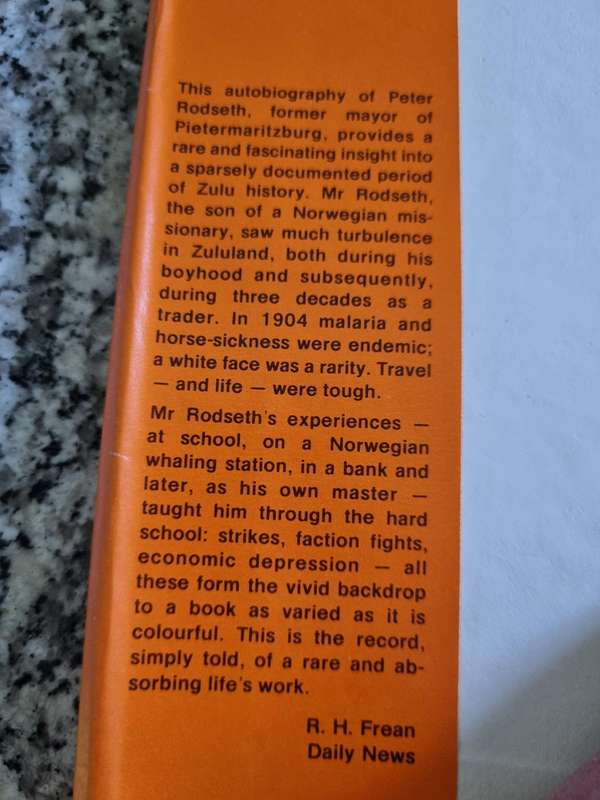 This autobiography of Peter
Rodseth, former mayor of
Pietermaritzburg, provides a
rare and fascinating insight into
a sparsely documented period
of Zulu history. Mr Rodseth,
the son of a Norwegian mis-
sionary, saw much turbulence
in Zululand, both during his
boyhood and subsequently,
during three decades as a
trader. In 1904 malaria and
horse-sickness were endemic;
a white face was a rarity. Travel
— and life — were tough.
Mr Rodseth's experiences —
at school, on a Norwegian
whaling station, in a bank and
later, as his own master —
taught him through the hard
school: strikes, faction fights,
economic depression — all
these form the vivid backdrop
to a book as varied as it is
colourful. This is the record,
simply told, of a rare and ab-
sorbing life's work.
R. H. Frean
Daily News